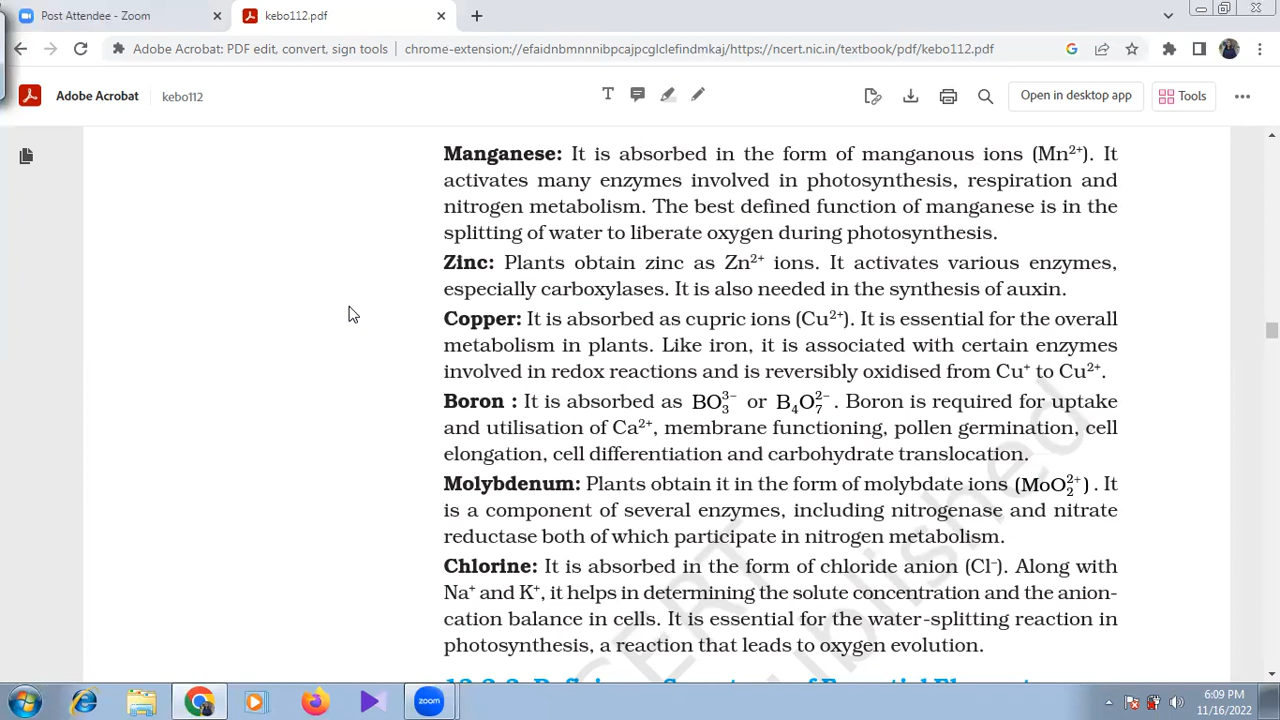 Post Attendee - Zoom
kebo112.pdf
Adobe Acrobat: PDF edit, convert, sign tools | chrome-extension://efaidnbmnnnibpcajpcglclefindmkaj/https://ncert.nic.in/textbook/pdf/kebo112.pdf
Adobe Acrobat kebo112
Open in desktop app
Tools
Manganese: It is absorbed in the form of manganous ions (Mn²⁺). It
activates many enzymes involved in photosynthesis, respiration and
nitrogen metabolism. The best defined function of manganese is in the
splitting of water to liberate oxygen during photosynthesis.
Zinc: Plants obtain zinc as Zn²⁺ ions. It activates various enzymes,
especially carboxylases. It is also needed in the synthesis of auxin.
Copper: It is absorbed as cupric ions (Cu²⁺). It is essential for the overall
metabolism in plants. Like iron, it is associated with certain enzymes
involved in redox reactions and is reversibly oxidised from Cu⁺ to Cu²⁺.
Boron : It is absorbed as BO₃³⁻ or B₄O₇²⁻. Boron is required for uptake
and utilisation of Ca²⁺, membrane functioning, pollen germination, cell
elongation, cell differentiation and carbohydrate translocation.
Molybdenum: Plants obtain it in the form of molybdate ions (MoO₂²⁺). It
is a component of several enzymes, including nitrogenase and nitrate
reductase both of which participate in nitrogen metabolism.
Chlorine: It is absorbed in the form of chloride anion (Cl⁻). Along with
Na⁺ and K⁺, it helps in determining the solute concentration and the anion-
cation balance in cells. It is essential for the water-splitting reaction in
photosynthesis, a reaction that leads to oxygen evolution.
zoom
6:09 PM
11/16/2022